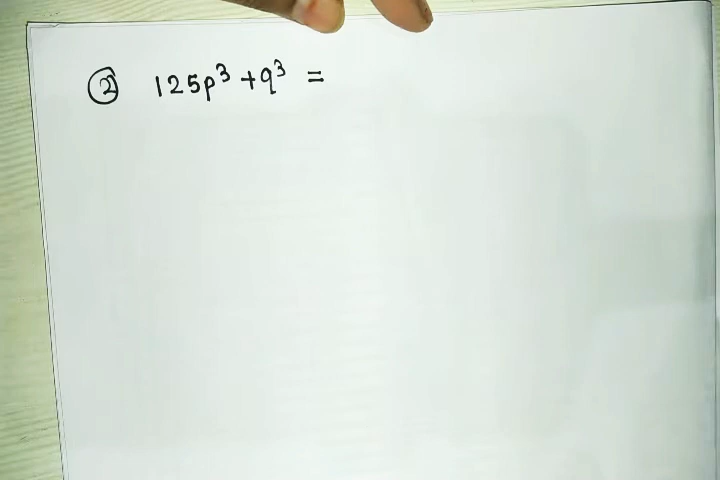 ② 125p³ + q³ =